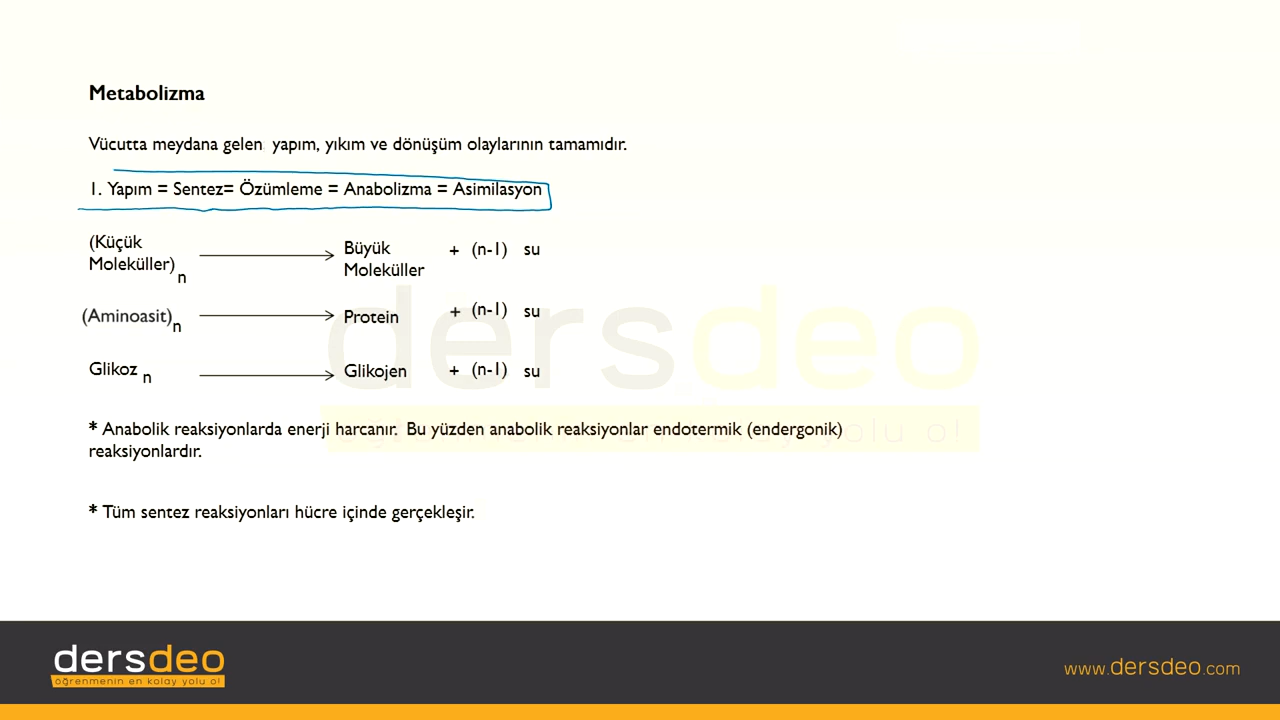 Metabolizma
Vücutta meydana gelen yapım, yıkım ve dönüşüm olaylarının tamamıdır.
1. Yapım = Sentez= Özümleme = Anabolizma = Asimilasyon
(Küçük Moleküller)n → Büyük Moleküller + (n-1) su
(Aminoasit)n → Protein + (n-1) su
Glikoz n → Glikojen + (n-1) su
* Anabolik reaksiyonlarda enerji harcanır. Bu yüzden anabolik reaksiyonlar endotermik (endergonik)
reaksiyonlardır.
* Tüm sentez reaksiyonları hücre içinde gerçekleşir.
dersdeo
dersdeo
öğrenmenin en kolay yolu o!
www.dersdeo.com